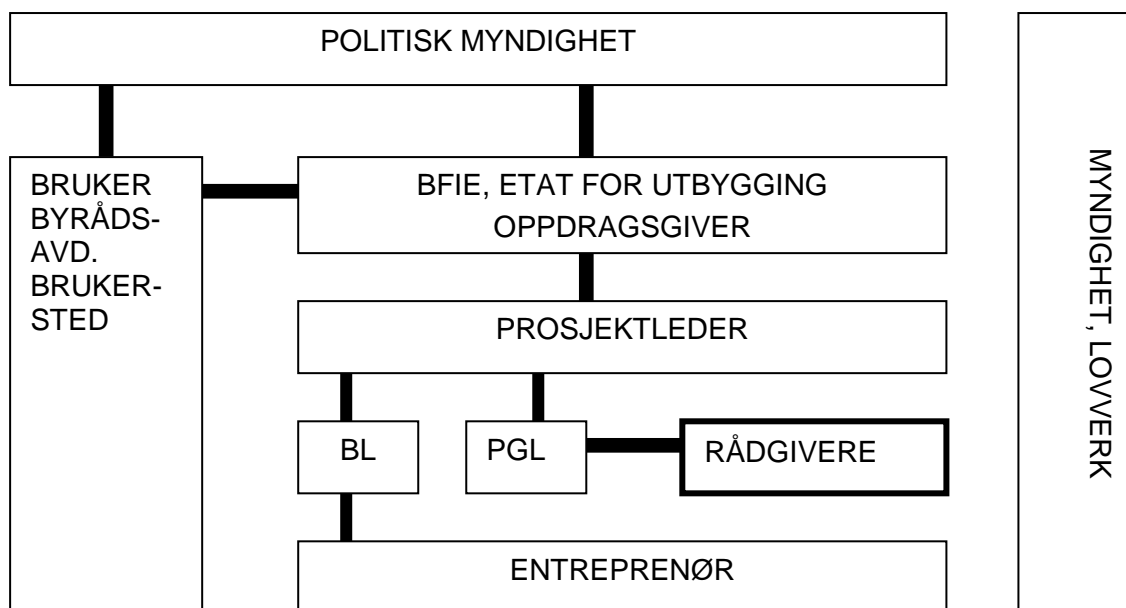 POLITISK MYNDIGHET
BRUKER
BYRÅDS-
AVD.
BRUKER-
STED
BFIE, ETAT FOR UTBYGGING
OPPDRAGSGIVER
PROSJEKTLEDER
BL
PGL
RÅDGIVERE
ENTREPRENØR
MYNDIGHET, LOVVERK